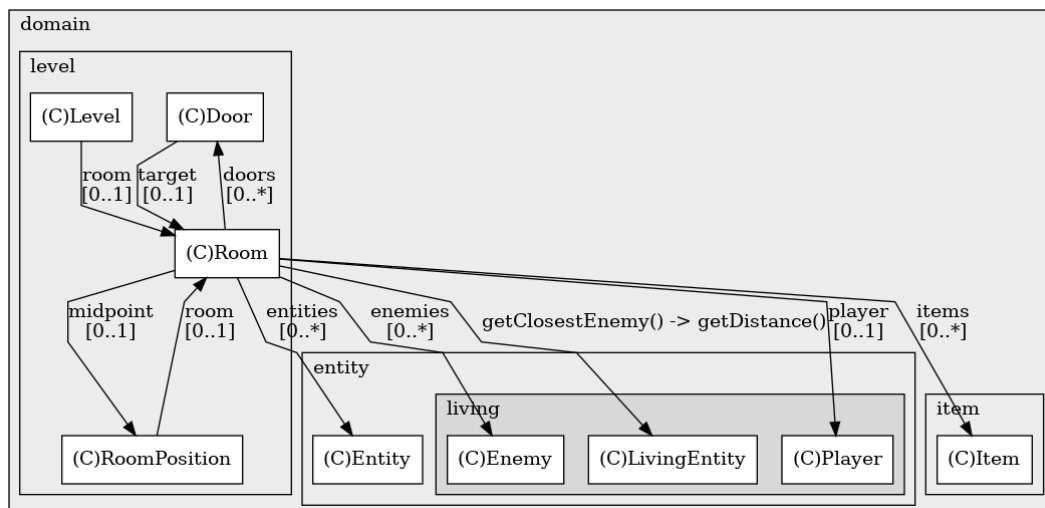 domain
level
(C)Level
(C)Door
room
[0..1]
target
[0..1]
doors
[0..*]
(C)Room
midpoint
[0..1]
room
[0..1]
entities
[0..*]
enemies
[0..*]
getClosestEnemy() -> getDistance()
player
[0..1]
items
[0..*]
entity
living
item
(C)RoomPosition
(C)Entity
(C)Enemy
(C)LivingEntity
(C)Player
(C)Item